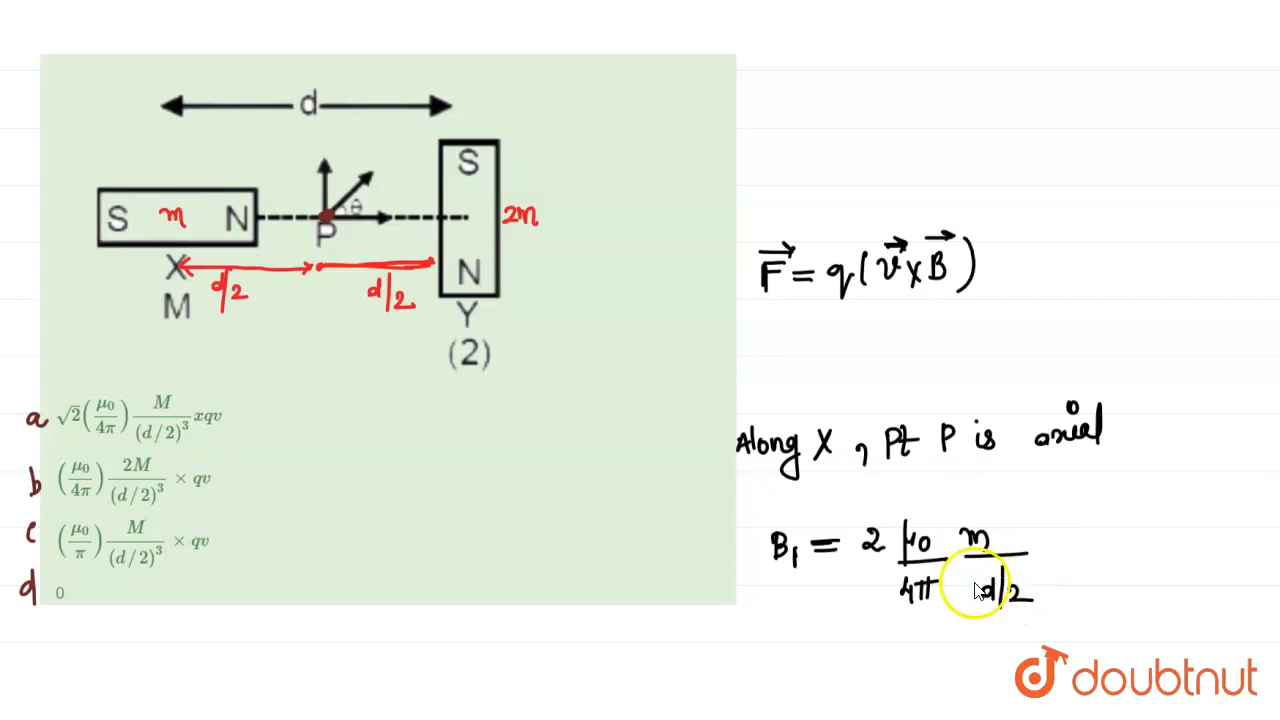 d
S m N
P
θ
S
2m
N
X
M
d/2
d/2
Y
(2)
a √2(μ₀/4π) M/(d/2)³ xqv
b (μ₀/4π) 2M/(d/2)³ × qv
c (μ₀/π) M/(d/2)³ × qv
d 0
F⃗ = q(v⃗ × B⃗)
Along X, Pt P is axial
B₁ = 2 μ₀/4π m/d/2
doubtnut